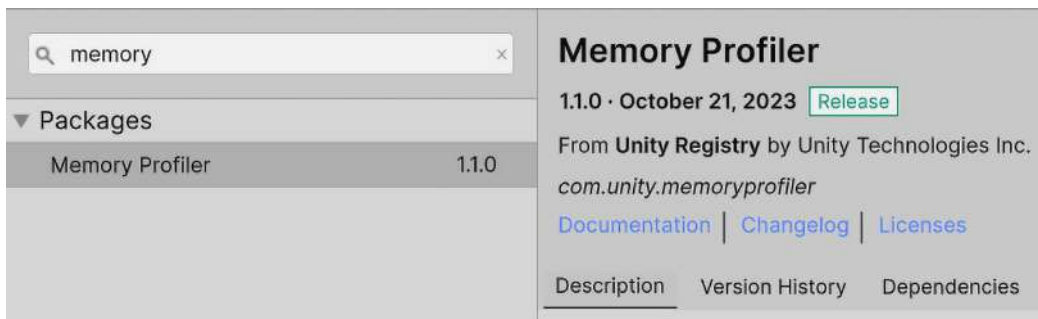 memory ×
Packages
Memory Profiler 1.1.0
Memory Profiler
1.1.0 · October 21, 2023 Release
From Unity Registry by Unity Technologies Inc.
com.unity.memoryprofiler
Documentation | Changelog | Licenses
Description Version History Dependencies